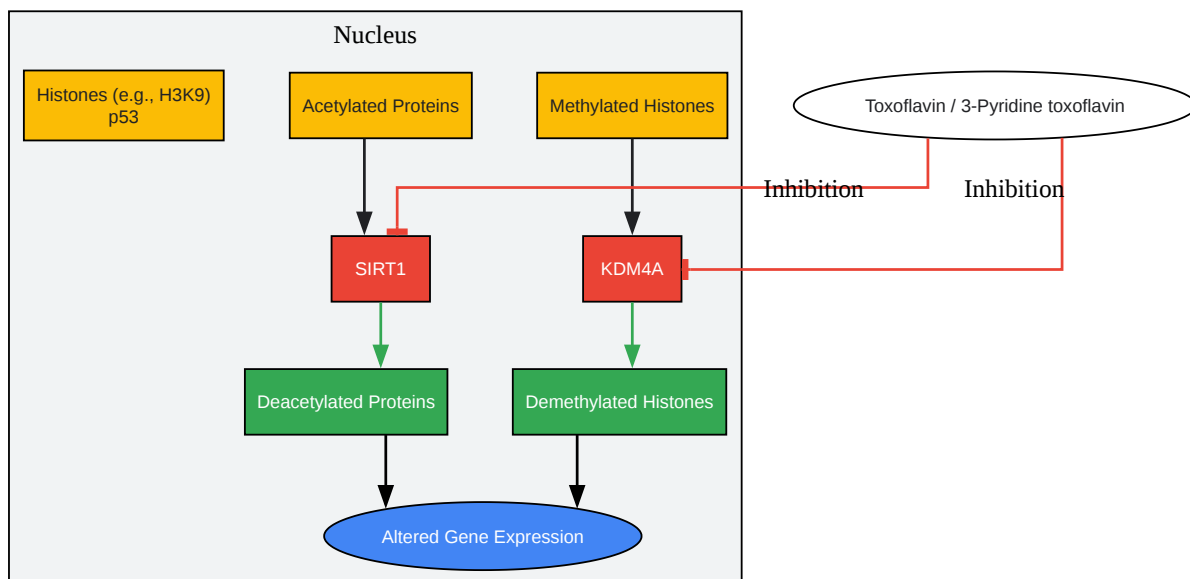 Nucleus
Histones (e.g., H3K9)
p53
Acetylated Proteins
Methylated Histones
Toxoflavin / 3-Pyridine toxoflavin
Inhibition
Inhibition
SIRT1
KDM4A
Deacetylated Proteins
Demethylated Histones
Altered Gene Expression